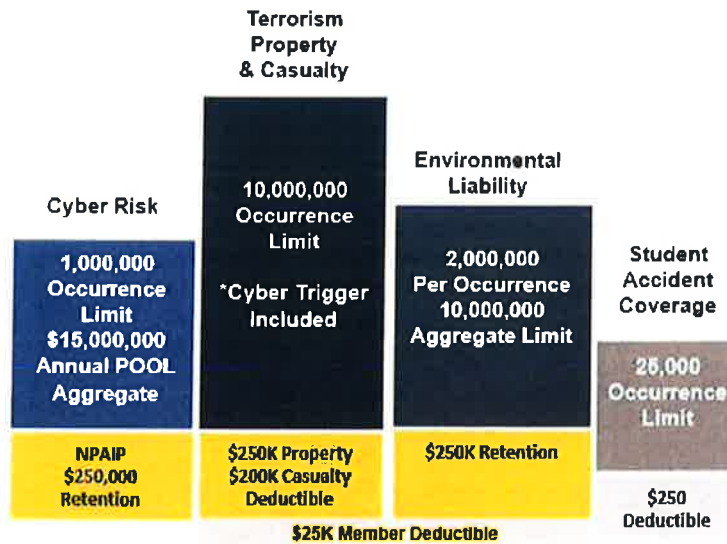 Terrorism
Property
& Casualty
Cyber Risk
Environmental
Liability
Student
Accident
Coverage
1,000,000
Occurrence
Limit
$15,000,000
Annual POOL
Aggregate
10,000,000
Occurrence
Limit
*Cyber Trigger
Included
2,000,000
Per Occurrence
10,000,000
Aggregate Limit
25,000
Occurrence
Limit
NPAIP
$250,000
Retention
$250K Property
$200K Casualty
Deductible
$250K Retention
$250
Deductible
$25K Member Deductible